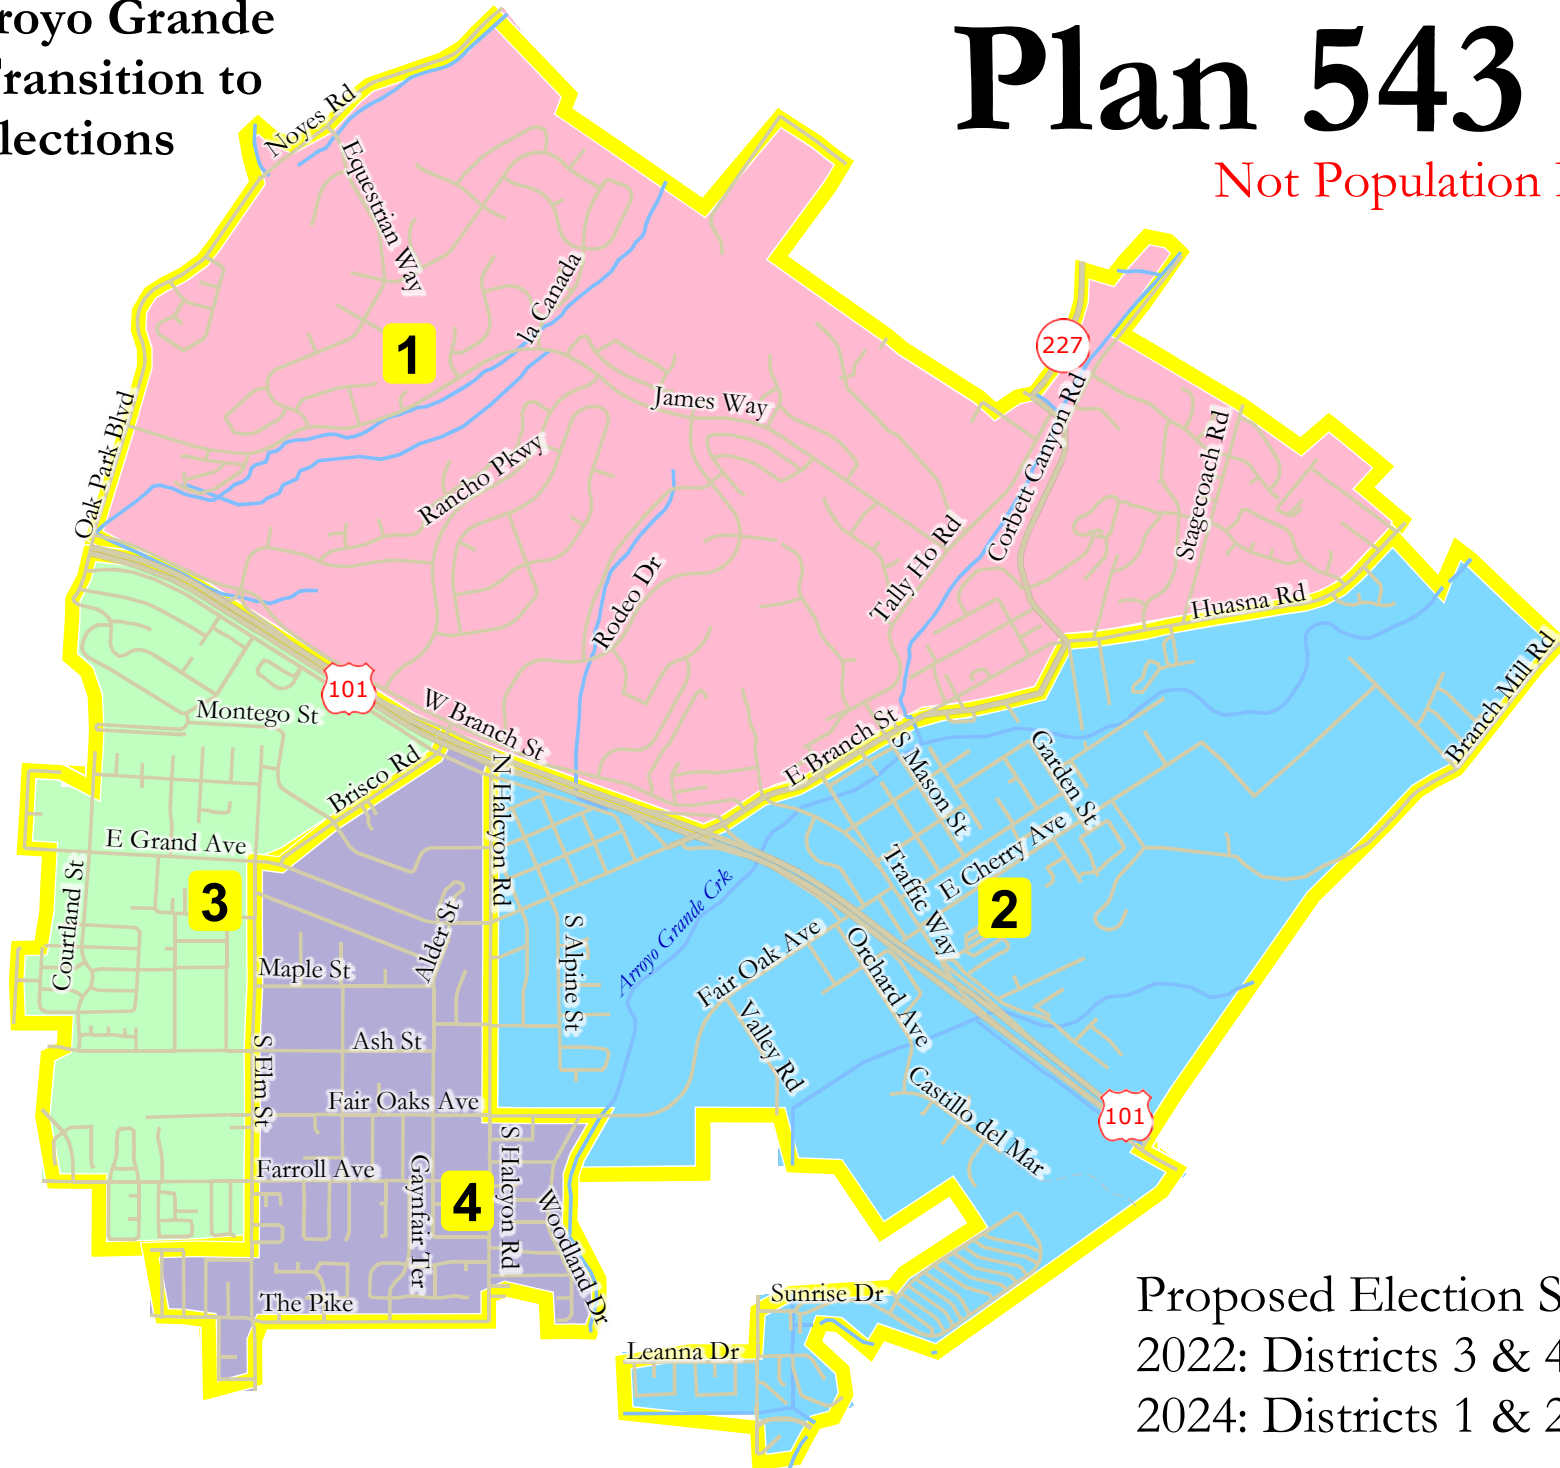 royo Grande
ransition to
lections
Plan 543
Not Population
Noyes Rd
Equestrian Way
la Canada
227
1
James Way
Oak Park Blvd
Rancho Pkwy
Corbett Canyon Rd
Stagecoach Rd
Tally Ho Rd
Rodeo Dr
Huasna Rd
Branch Mill Rd
101
Montego St
W Branch St
E Branch St
S Mason St
Garden St
Brisco Rd
N Halcyon Rd
E Grand Ave
Courtland St
3
E Cherry Ave
Traffic Way
2
Arroyo Grande Crk
Alder St
S Alpine St
Fair Oak Ave
Orchard Ave
Maple St
Valley Rd
Ash St
S Elm St
Castillo del Mar
101
Fair Oaks Ave
Farroll Ave
Gaynfair Ter
4
S Halcyon Rd
Woodland Dr
The Pike
Sunrise Dr
Leanna Dr
Proposed Election S
2022: Districts 3 & 4
2024: Districts 1 & 2